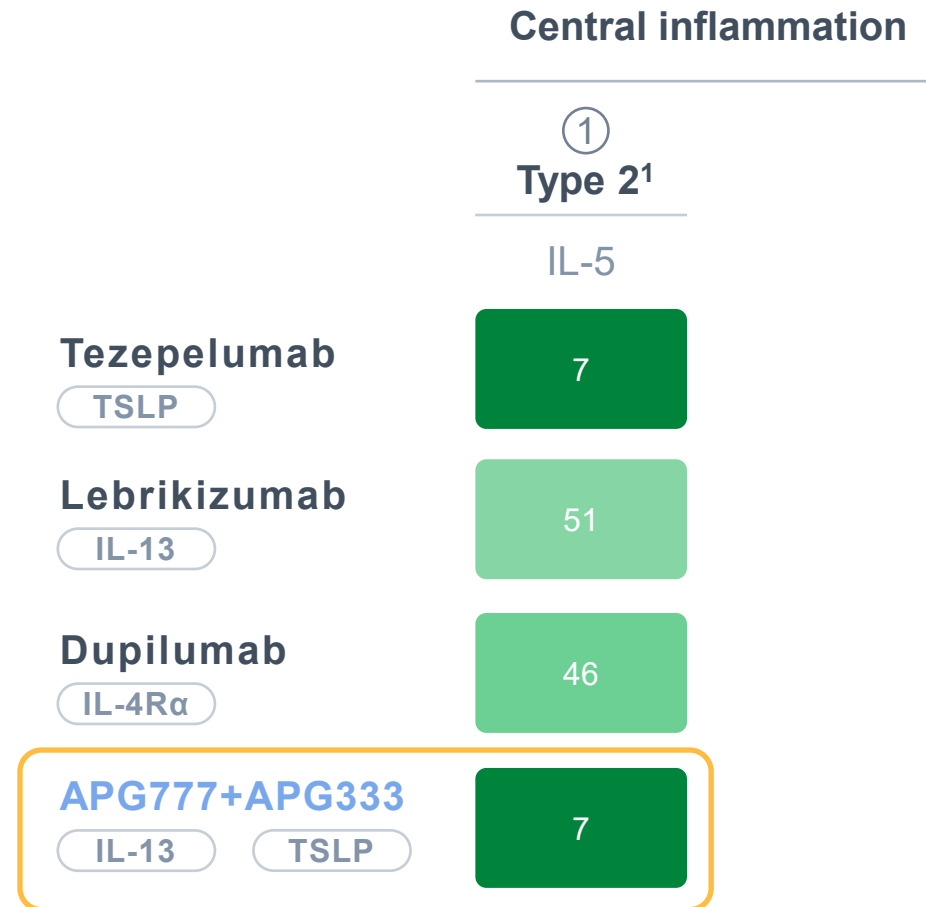 Central inflammation
1
Type 2¹
IL-5
Tezepelumab
TSLP
7
Lebrikizumab
IL-13
51
Dupilumab
IL-4Rα
46
APG777+APG333
IL-13 TSLP
7